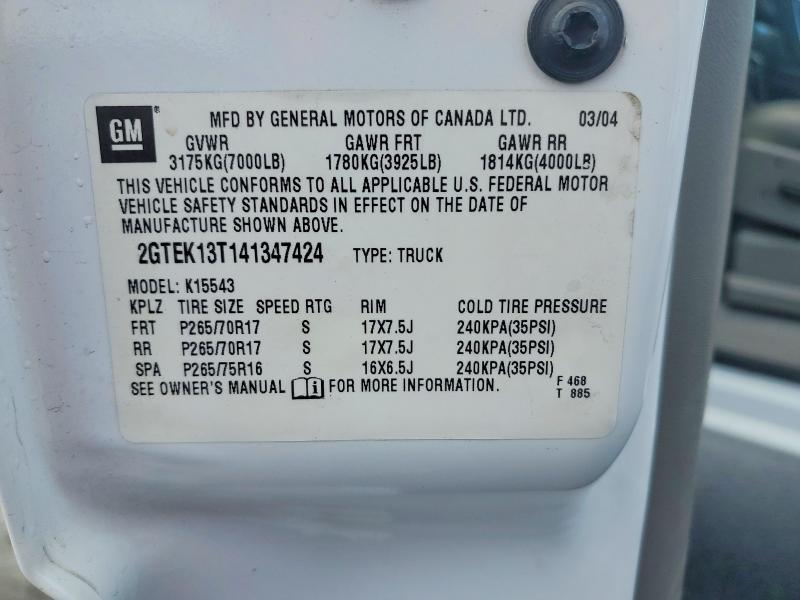 GM® MFD BY GENERAL MOTORS OF CANADA LTD. 03/04
GVWR GAWR FRT GAWR RR
3175KG(7000LB) 1780KG(3925LB) 1814KG(4000LB)
THIS VEHICLE CONFORMS TO ALL APPLICABLE U.S. FEDERAL MOTOR
VEHICLE SAFETY STANDARDS IN EFFECT ON THE DATE OF
MANUFACTURE SHOWN ABOVE.
2GTEK13T141347424 TYPE: TRUCK
MODEL: K15543
KPLZ TIRE SIZE SPEED RTG RIM COLD TIRE PRESSURE
FRT P265/70R17 S 17X7.5J 240KPA(35PSI)
RR P265/70R17 S 17X7.5J 240KPA(35PSI)
SPA P265/75R16 S 16X6.5J 240KPA(35PSI)
SEE OWNER'S MANUAL i FOR MORE INFORMATION. F 468
T 885